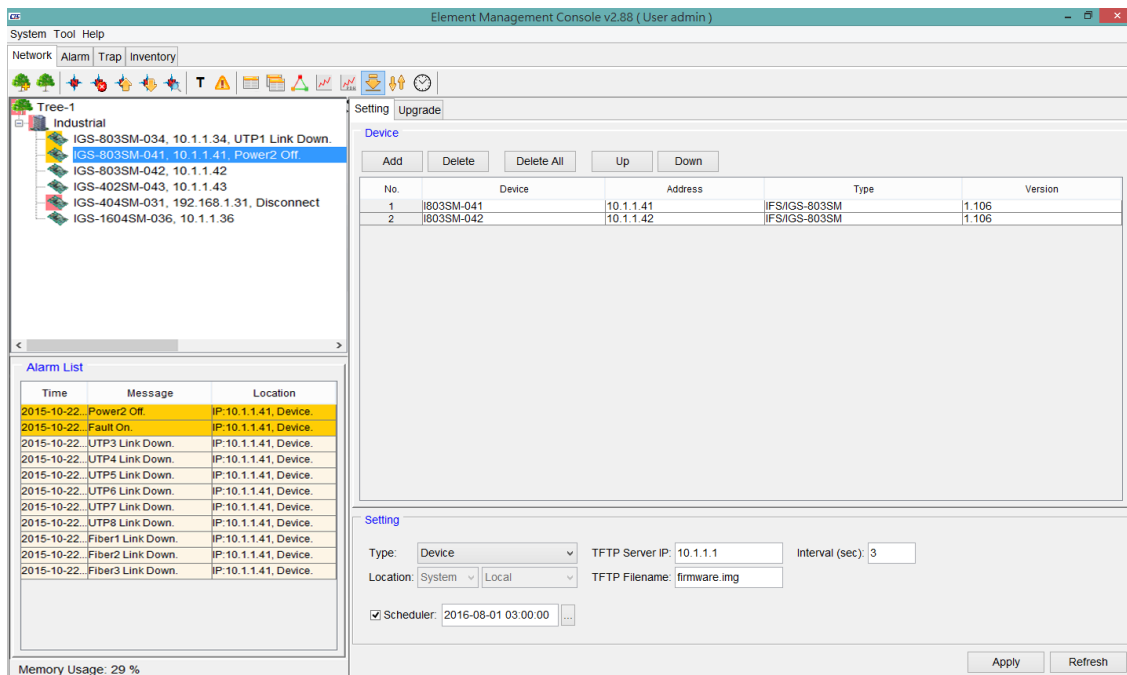 CTS
Element Management Console v2.88 ( User admin )
System Tool Help
Network Alarm Trap Inventory
T
Tree-1
Industrial
IGS-803SM-034, 10.1.1.34, UTP1 Link Down.
IGS-803SM-041, 10.1.1.41, Power2 Off.
IGS-803SM-042, 10.1.1.42
IGS-402SM-043, 10.1.1.43
IGS-404SM-031, 192.168.1.31, Disconnect
IGS-1604SM-036, 10.1.1.36
Alarm List
Time Message Location
2015-10-22... Power2 Off. IP:10.1.1.41, Device.
2015-10-22... Fault On. IP:10.1.1.41, Device.
2015-10-22... UTP3 Link Down. IP:10.1.1.41, Device.
2015-10-22... UTP4 Link Down. IP:10.1.1.41, Device.
2015-10-22... UTP5 Link Down. IP:10.1.1.41, Device.
2015-10-22... UTP6 Link Down. IP:10.1.1.41, Device.
2015-10-22... UTP7 Link Down. IP:10.1.1.41, Device.
2015-10-22... UTP8 Link Down. IP:10.1.1.41, Device.
2015-10-22... Fiber1 Link Down. IP:10.1.1.41, Device.
2015-10-22... Fiber2 Link Down. IP:10.1.1.41, Device.
2015-10-22... Fiber3 Link Down. IP:10.1.1.41, Device.
Memory Usage: 29 %
Setting Upgrade
Device
Add Delete Delete All Up Down
No. Device Address Type Version
1 I803SM-041 10.1.1.41 IFS/IGS-803SM 1.106
2 I803SM-042 10.1.1.42 IFS/IGS-803SM 1.106
Setting
Type: Device TFTP Server IP: 10.1.1.1 Interval (sec): 3
Location: System Local TFTP Filename: firmware.img
Scheduler: 2016-08-01 03:00:00 ...
Apply Refresh